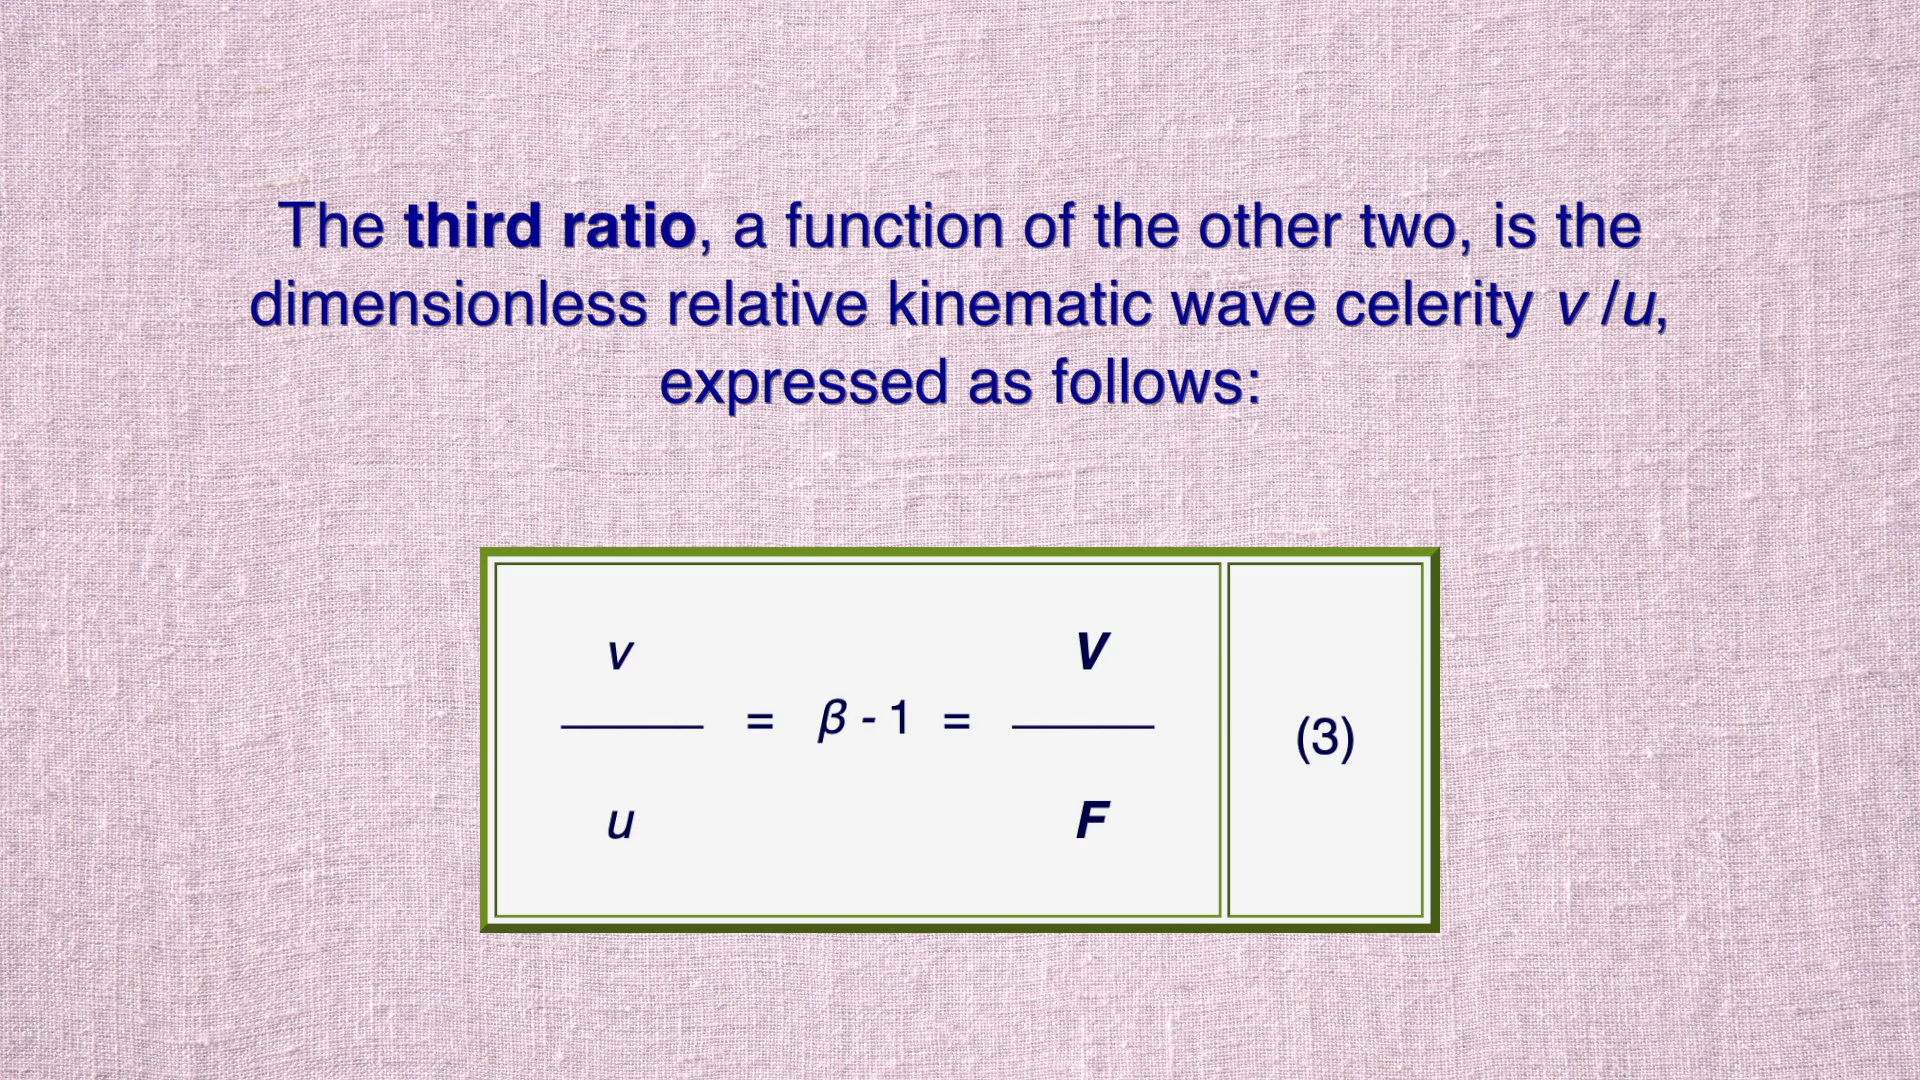 The third ratio, a function of the other two, is the
dimensionless relative kinematic wave celerity v /u,
expressed as follows:
v
u
= β - 1 =
V
F
(3)